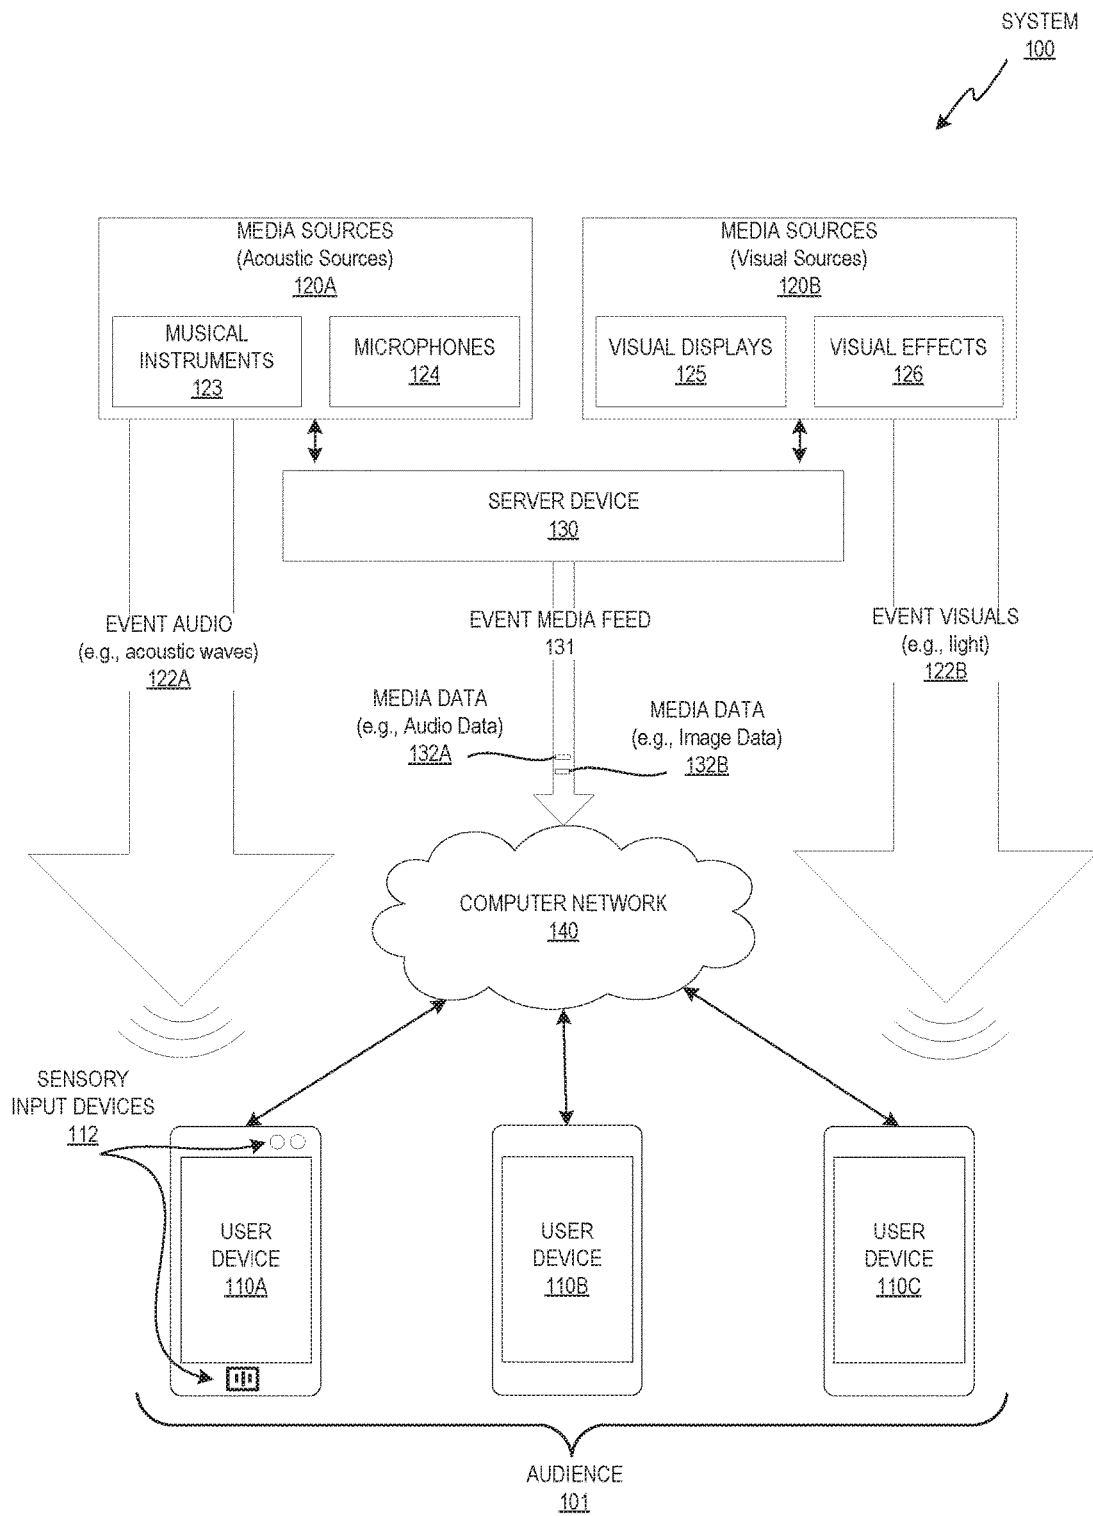 SYSTEM
100
MEDIA SOURCES
(Acoustic Sources)
120A
MUSICAL
INSTRUMENTS
123
MICROPHONES
124
MEDIA SOURCES
(Visual Sources)
120B
VISUAL DISPLAYS
125
VISUAL EFFECTS
126
SERVER DEVICE
130
EVENT AUDIO
(e.g., acoustic waves)
122A
EVENT MEDIA FEED
131
EVENT VISUALS
(e.g., light)
122B
MEDIA DATA
(e.g., Audio Data)
132A
MEDIA DATA
(e.g., Image Data)
132B
COMPUTER NETWORK
140
SENSORY
INPUT DEVICES
112
USER
DEVICE
110A
USER
DEVICE
110B
USER
DEVICE
110C
AUDIENCE
101